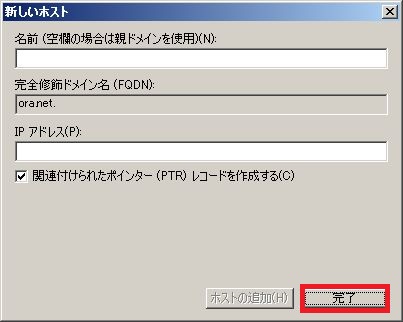 新しいホスト
名前 (空欄の場合は親ドメインを使用)(N):
完全修飾ドメイン名 (FQDN):
ora.net.
IP アドレス(P):
関連付けられたポインター (PTR) レコードを作成する(C)
ホストの追加(H) 完了